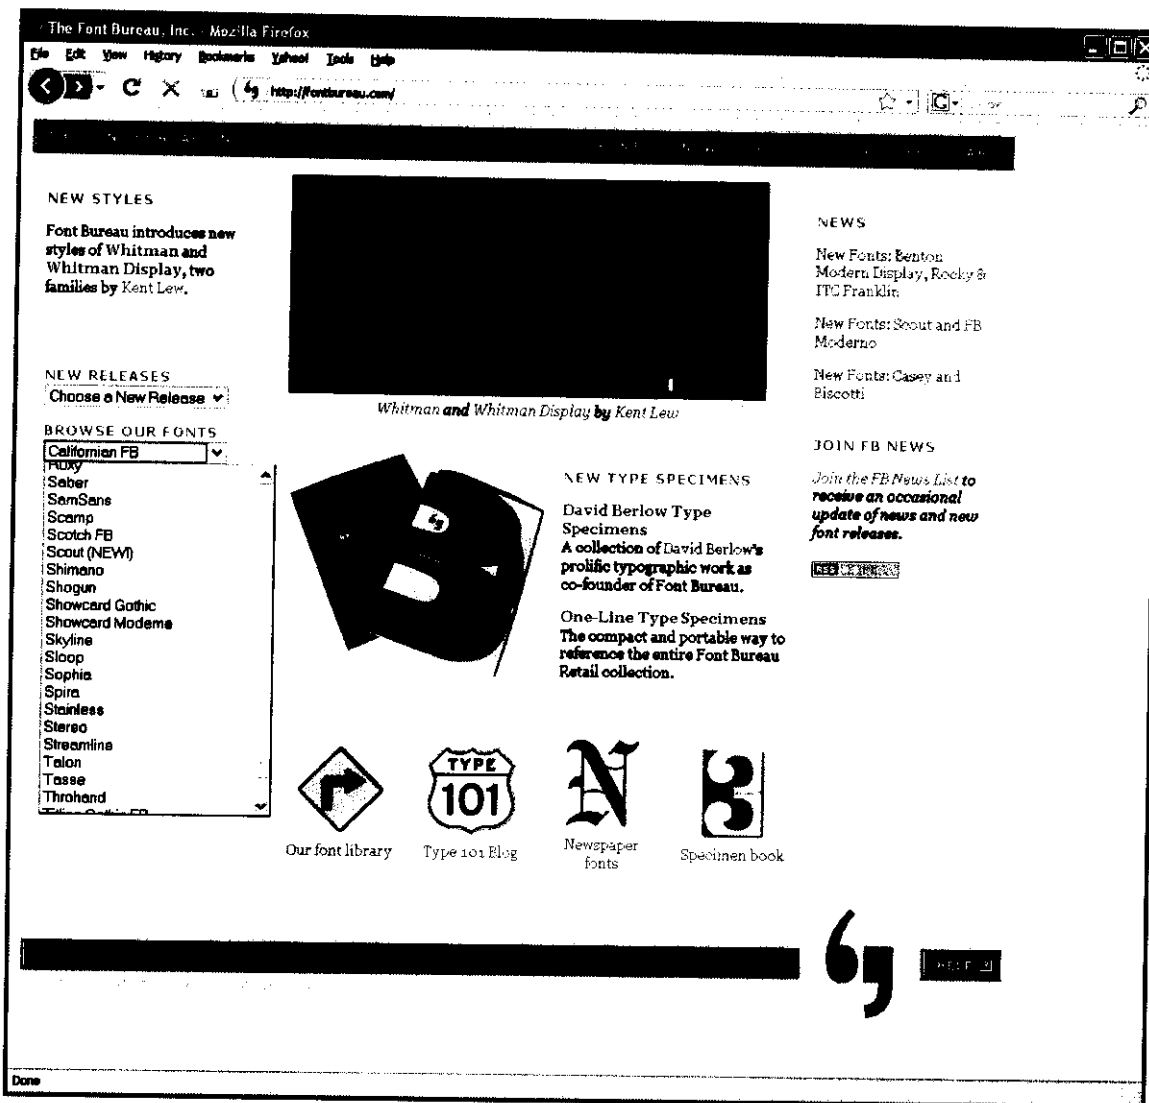 The Font Bureau, Inc. - Mozilla Firefox
File Edit View History Bookmarks Yahoo! Tools Help
http://fontbureau.com/
NEW STYLES
Font Bureau introduces new
styles of Whitman and
Whitman Display, two
families by Kent Lew.
NEW RELEASES
Choose a New Release
BROWSE OUR FONTS
Californian FB
Roxy
Saber
SamSans
Scamp
Scotch FB
Scout (NEW!)
Shimano
Shogun
Showcard Gothic
Showcard Moderne
Skyline
Sloop
Sophia
Spira
Stainless
Stereo
Streamline
Talon
Tasse
Throhand
Titling Gothic FB
Whitman and Whitman Display by Kent Lew
NEW TYPE SPECIMENS
David Berlow Type
Specimens
A collection of David Berlow's
prolific typographic work as
co-founder of Font Bureau.
One-Line Type Specimens
The compact and portable way to
reference the entire Font Bureau
Retail collection.
TYPE
101
N
3
Our font library
Type 101 Blog
Newspaper
fonts
Specimen book
NEWS
New Fonts: Benton
Modern Display, Rocky &
ITC Franklin
New Fonts: Scout and FB
Moderno
New Fonts: Casey and
Biscotti
JOIN FB NEWS
Join the FB News List to
receive an occasional
update of news and new
font releases.
HELP
Done